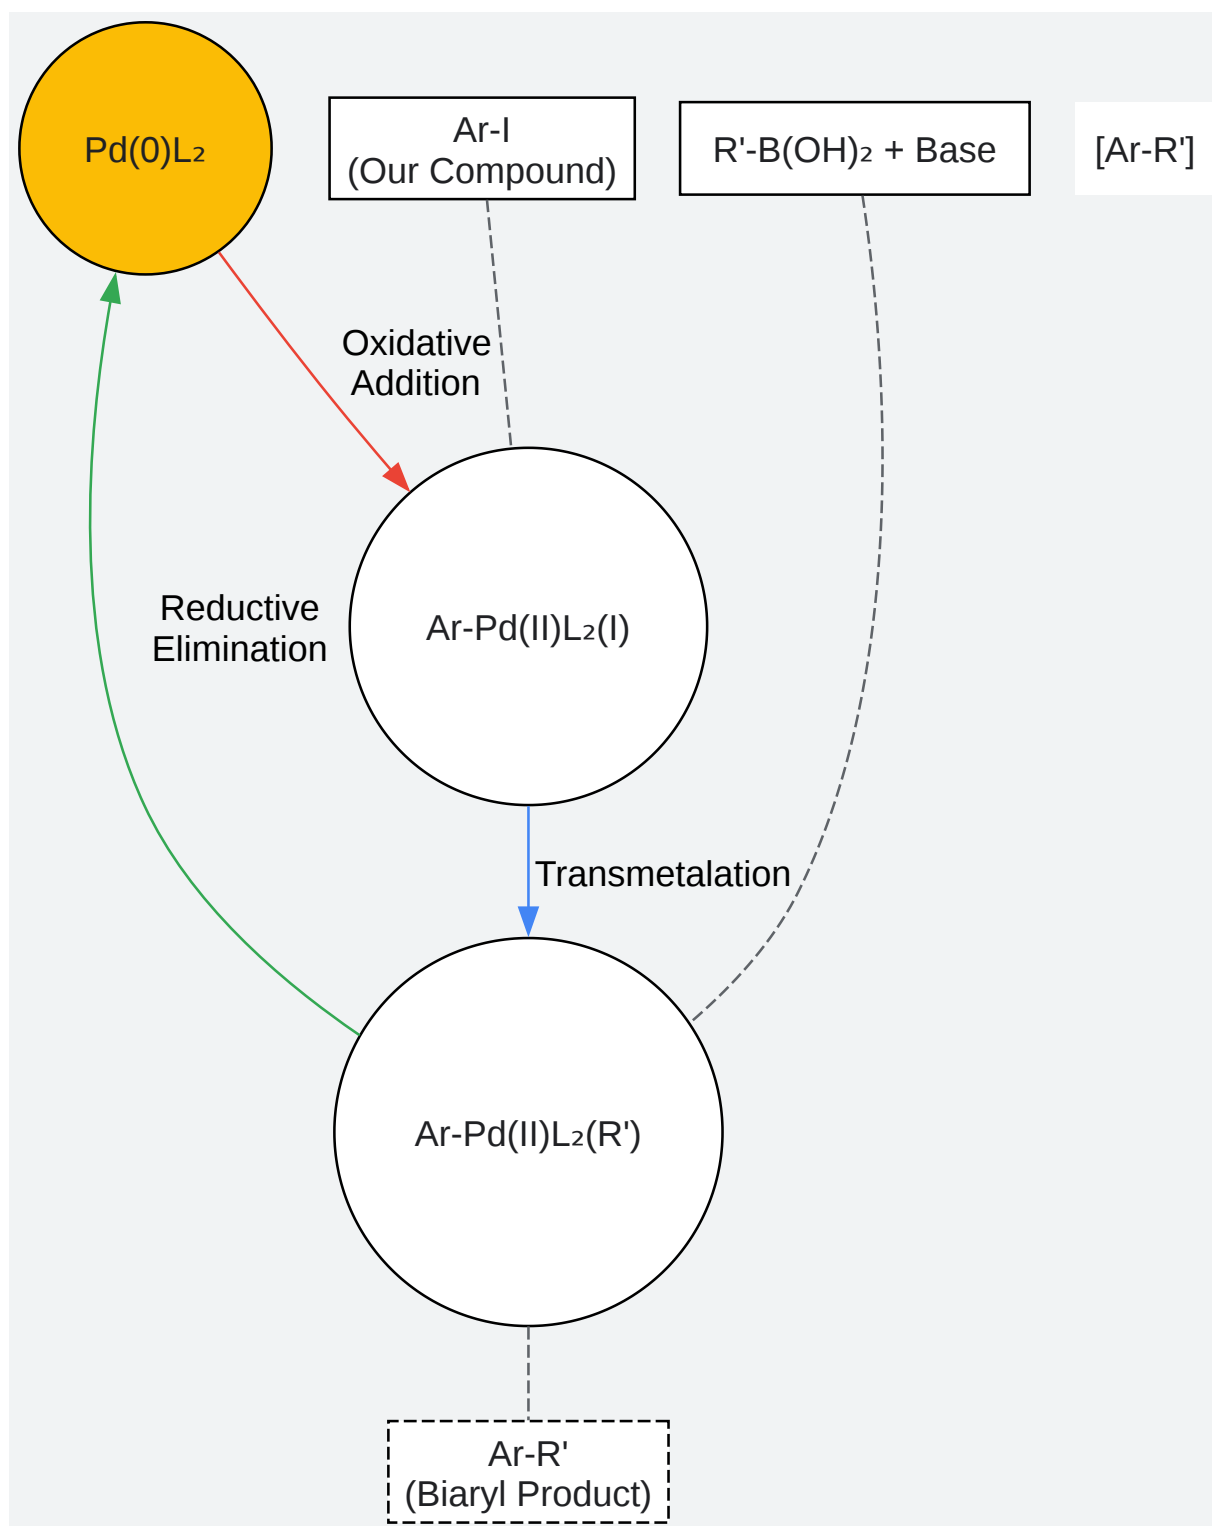 Pd(0)L₂
Ar-I
(Our Compound)
R'-B(OH)₂ + Base
[Ar-R']
Oxidative
Addition
Reductive
Elimination
Ar-Pd(II)L₂(I)
Transmetalation
Ar-Pd(II)L₂(R')
Ar-R'
(Biaryl Product)